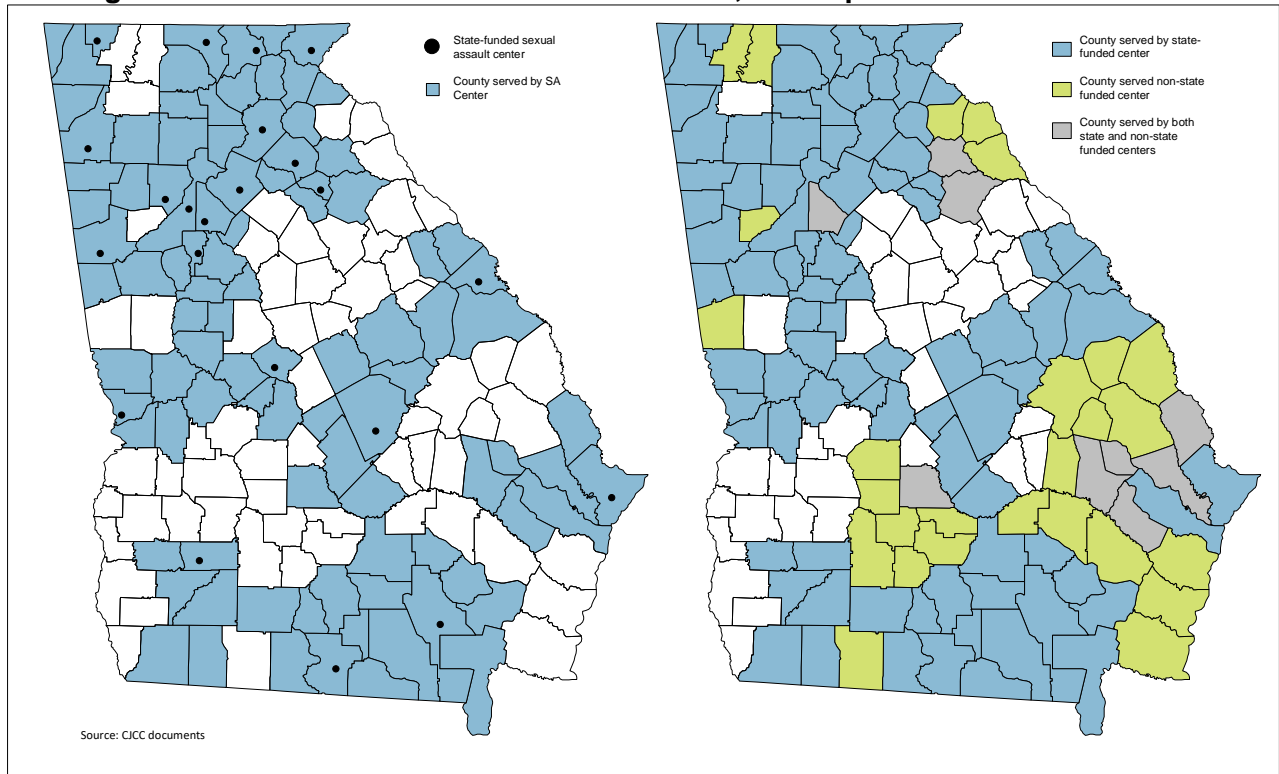 State-funded sexual
assault center
County served by SA
Center
County served by state-
funded center
County served non-state
funded center
County served by both
state and non-state
funded centers
Source: CJCC documents